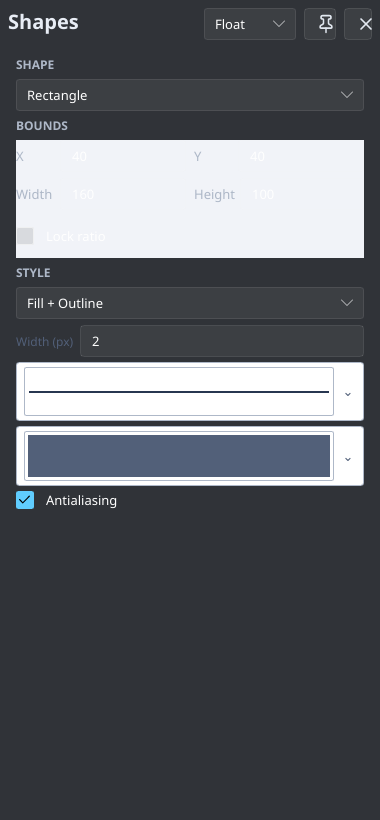 Shapes Float
SHAPE
Rectangle
BOUNDS
X 40 Y 40
Width 160 Height 100
Lock ratio
STYLE
Fill + Outline
Width (px) 2
Antialiasing